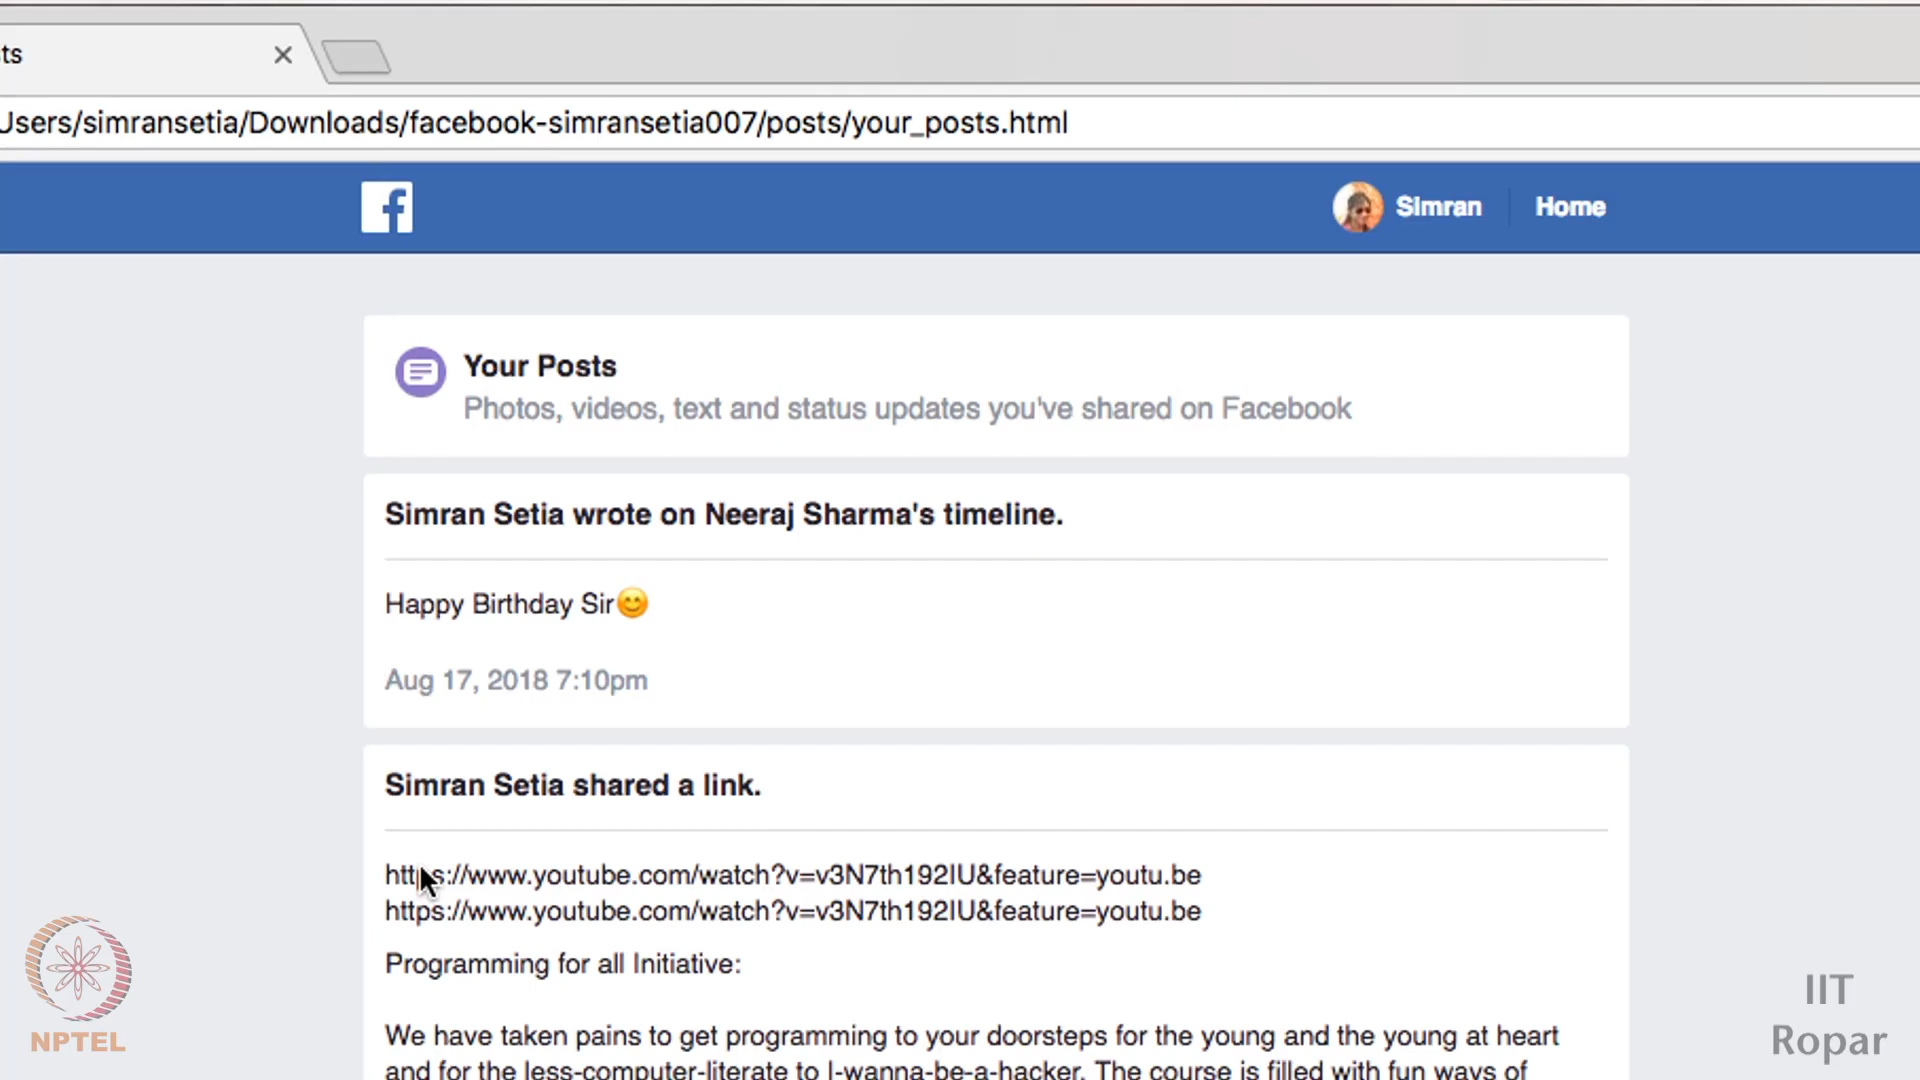 ts
Users/simransetia/Downloads/facebook-simransetia007/posts/your_posts.html
f
Simran
Home
Your Posts
Photos, videos, text and status updates you've shared on Facebook
Simran Setia wrote on Neeraj Sharma's timeline.
Happy Birthday Sir😊
Aug 17, 2018 7:10pm
Simran Setia shared a link.
https://www.youtube.com/watch?v=v3N7th192IU&feature=youtu.be
https://www.youtube.com/watch?v=v3N7th192IU&feature=youtu.be
Programming for all Initiative:
We have taken pains to get programming to your doorsteps for the young and the young at heart
and for the less-computer-literate to I-wanna-be-a-hacker. The course is filled with fun ways of
NPTEL
IIT
Ropar